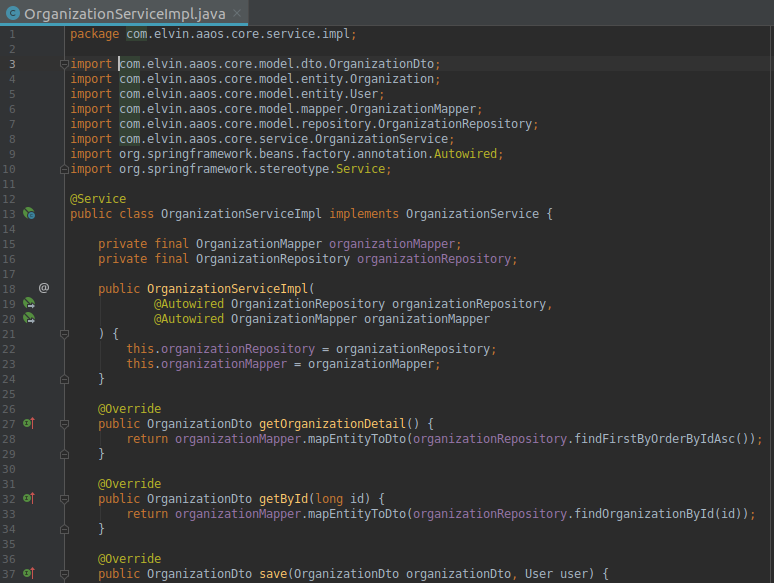 OrganizationServiceImpl.java
1 package com.elvin.aaos.core.service.impl;
2
3 import com.elvin.aaos.core.model.dto.OrganizationDto;
4 import com.elvin.aaos.core.model.entity.Organization;
5 import com.elvin.aaos.core.model.entity.User;
6 import com.elvin.aaos.core.model.mapper.OrganizationMapper;
7 import com.elvin.aaos.core.model.repository.OrganizationRepository;
8 import com.elvin.aaos.core.service.OrganizationService;
9 import org.springframework.beans.factory.annotation.Autowired;
10 import org.springframework.stereotype.Service;
11
12 @Service
13 public class OrganizationServiceImpl implements OrganizationService {
14
15 private final OrganizationMapper organizationMapper;
16 private final OrganizationRepository organizationRepository;
17
18 @ public OrganizationServiceImpl(
19 @Autowired OrganizationRepository organizationRepository,
20 @Autowired OrganizationMapper organizationMapper
21 ) {
22 this.organizationRepository = organizationRepository;
23 this.organizationMapper = organizationMapper;
24 }
25
26 @Override
27 public OrganizationDto getOrganizationDetail() {
28 return organizationMapper.mapEntityToDto(organizationRepository.findFirstByOrderByIdAsc());
29 }
30
31 @Override
32 public OrganizationDto getById(long id) {
33 return organizationMapper.mapEntityToDto(organizationRepository.findOrganizationById(id));
34 }
35
36 @Override
37 public OrganizationDto save(OrganizationDto organizationDto, User user) {